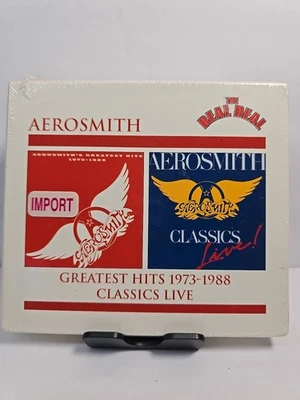 THE
REAL DEAL
AEROSMITH
AEROSMITH'S GREATEST HITS
1973-1988
IMPORT
AEROSMITH
AEROSMITH
AEROSMITH
CLASSICS
Live!
GREATEST HITS 1973-1988
CLASSICS LIVE